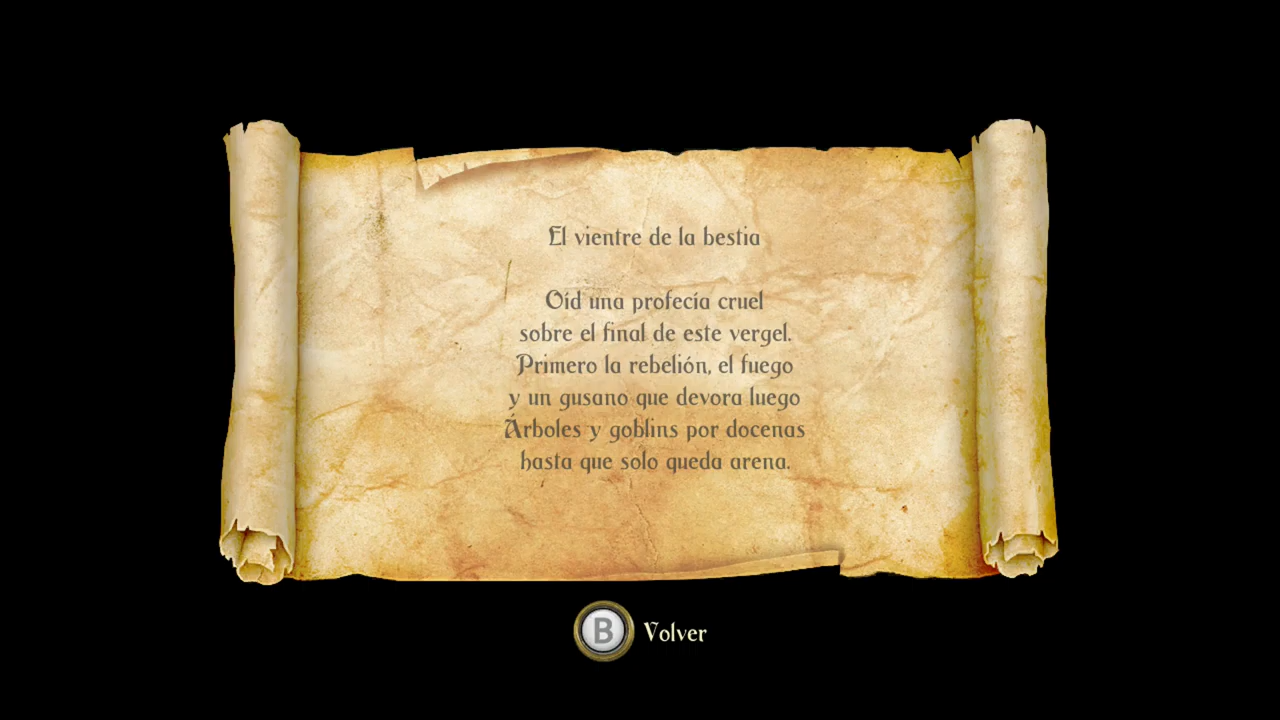 El vientre de la bestia
Oíd una profecía cruel
sobre el final de este vergel.
Primero la rebelión, el fuego
y un gusano que devora luego
Árboles y goblins por docenas
hasta que solo queda arena.
B Volver